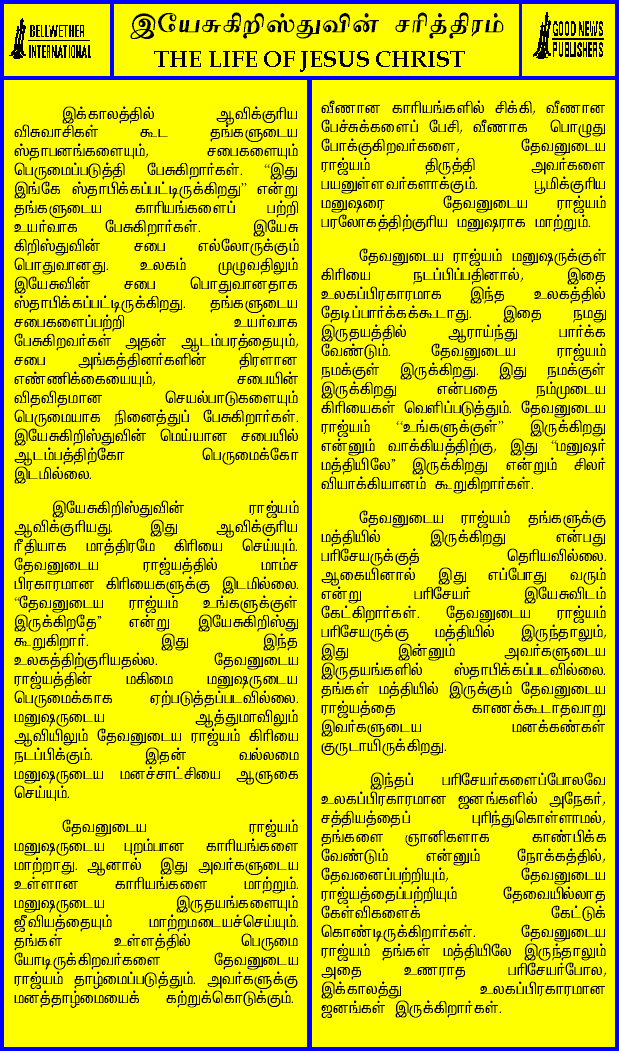 BELLWETHER
INTERNATIONAL
இயேசுகிறிஸ்துவின் சரித்திரம்
THE LIFE OF JESUS CHRIST
GOOD NEWS
PUBLISHERS
இக்காலத்தில் ஆவிக்குரிய
விசுவாசிகள் கூட தங்களுடைய
ஸ்தாபனங்களையும், சபைகளையும்
பெருமைப்படுத்தி பேசுகிறார்கள். “இது
இங்கே ஸ்தாபிக்கப்பட்டிருக்கிறது” என்று
தங்களுடைய காரியங்களைப் பற்றி
உயர்வாக பேசுகிறார்கள். இயேசு
கிறிஸ்துவின் சபை எல்லோருக்கும்
பொதுவானது. உலகம் முழுவதிலும்
இயேசுவின் சபை பொதுவானதாக
ஸ்தாபிக்கப்பட்டிருக்கிறது. தங்களுடைய
சபைகளைப்பற்றி உயர்வாக
பேசுகிறவர்கள் அதன் ஆடம்பரத்தையும்,
சபை அங்கத்தினர்களின் திரளான
எண்ணிக்கையையும், சபையின்
விதவிதமான செயல்பாடுகளையும்
பெருமையாக நினைத்துப் பேசுகிறார்கள்.
இயேசுகிறிஸ்துவின் மெய்யான சபையில்
ஆடம்பத்திற்கோ பெருமைக்கோ
இடமில்லை.
இயேசுகிறிஸ்துவின் ராஜ்யம்
ஆவிக்குரியது. இது ஆவிக்குரிய
ரீதியாக மாத்திரமே கிரியை செய்யும்.
தேவனுடைய ராஜ்யத்தில் மாம்ச
பிரகாரமான கிரியைகளுக்கு இடமில்லை.
“தேவனுடைய ராஜ்யம் உங்களுக்குள்
இருக்கிறதே” என்று இயேசுகிறிஸ்து
கூறுகிறார். இது இந்த
உலகத்திற்குரியதல்ல. தேவனுடைய
ராஜ்யத்தின் மகிமை மனுஷருடைய
பெருமைக்காக ஏற்படுத்தப்படவில்லை.
மனுஷருடைய ஆத்துமாவிலும்
ஆவியிலும் தேவனுடைய ராஜ்யம் கிரியை
நடப்பிக்கும். இதன் வல்லமை
மனுஷருடைய மனச்சாட்சியை ஆளுகை
செய்யும்.
தேவனுடைய ராஜ்யம்
மனுஷருடைய புறம்பான காரியங்களை
மாற்றாது. ஆனால் இது அவர்களுடைய
உள்ளான காரியங்களை மாற்றும்.
மனுஷருடைய இருதயங்களையும்
ஜீவியத்தையும் மாற்றமடையச்செய்யும்.
தங்கள் உள்ளத்தில் பெருமை
யோடிருக்கிறவர்களை தேவனுடைய
ராஜ்யம் தாழ்மைப்படுத்தும். அவர்களுக்கு
மனத்தாழ்மையைக் கற்றுக்கொடுக்கும்.
வீணான காரியங்களில் சிக்கி, வீணான
பேச்சுக்களைப் பேசி, வீணாக பொழுது
போக்குகிறவர்களை, தேவனுடைய
ராஜ்யம் திருத்தி அவர்களை
பயனுள்ளவர்களாக்கும். பூமிக்குரிய
மனுஷரை தேவனுடைய ராஜ்யம்
பரலோகத்திற்குரிய மனுஷராக மாற்றும்.
தேவனுடைய ராஜ்யம் மனுஷருக்குள்
கிரியை நடப்பிப்பதினால், இதை
உலகப்பிரகாரமாக இந்த உலகத்தில்
தேடிப்பார்க்கக்கூடாது. இதை நமது
இருதயத்தில் ஆராய்ந்து பார்க்க
வேண்டும். தேவனுடைய ராஜ்யம்
நமக்குள் இருக்கிறது. இது நமக்குள்
இருக்கிறது என்பதை நம்முடைய
கிரியைகள் வெளிப்படுத்தும். தேவனுடைய
ராஜ்யம் “உங்களுக்குள்” இருக்கிறது
என்னும் வாக்கியத்திற்கு, இது “மனுஷர்
மத்தியிலே” இருக்கிறது என்றும் சிலர்
வியாக்கியானம் கூறுகிறார்கள்.
தேவனுடைய ராஜ்யம் தங்களுக்கு
மத்தியில் இருக்கிறது என்பது
பரிசேயருக்குத் தெரியவில்லை.
ஆகையினால் இது எப்போது வரும்
என்று பரிசேயர் இயேசுவிடம்
கேட்கிறார்கள். தேவனுடைய ராஜ்யம்
பரிசேயருக்கு மத்தியில் இருந்தாலும்,
இது இன்னும் அவர்களுடைய
இருதயங்களில் ஸ்தாபிக்கப்படவில்லை.
தங்கள் மத்தியில் இருக்கும் தேவனுடைய
ராஜ்யத்தை காணக்கூடாதவாறு
இவர்களுடைய மனக்கண்கள்
குருடாயிருக்கிறது.
இந்தப் பரிசேயர்களைப்போலவே
உலகப்பிரகாரமான ஜனங்களில் அநேகர்,
சத்தியத்தைப் புரிந்துகொள்ளாமல்,
தங்களை ஞானிகளாக காண்பிக்க
வேண்டும் என்னும் நோக்கத்தில்,
தேவனைப்பற்றியும், தேவனுடைய
ராஜ்யத்தைப்பற்றியும் தேவையில்லாத
கேள்விகளைக் கேட்டுக்
கொண்டிருக்கிறார்கள். தேவனுடைய
ராஜ்யம் தங்கள் மத்தியிலே இருந்தாலும்
அதை உணராத பரிசேயர்போல,
இக்காலத்து உலகப்பிரகாரமான
ஜனங்கள் இருக்கிறார்கள்.